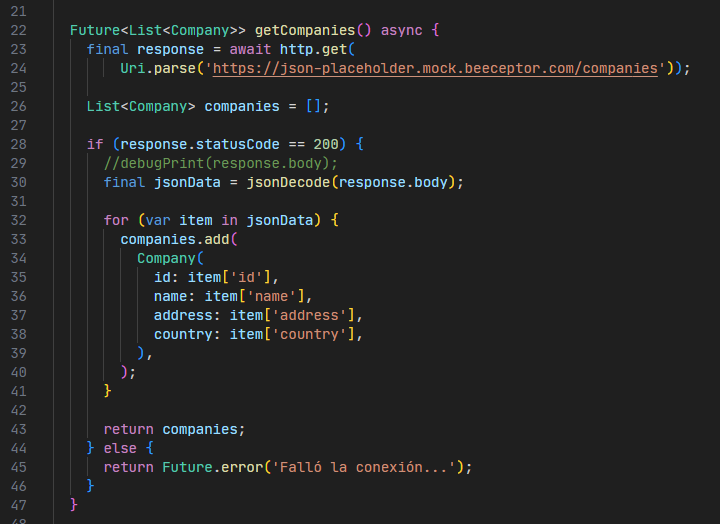 21
22 Future<List<Company>> getCompanies() async {
23 final response = await http.get(
24 Uri.parse('https://json-placeholder.mock.beeceptor.com/companies'));
25
26 List<Company> companies = [];
27
28 if (response.statusCode == 200) {
29 //debugPrint(response.body);
30 final jsonData = jsonDecode(response.body);
31
32 for (var item in jsonData) {
33 companies.add(
34 Company(
35 id: item['id'],
36 name: item['name'],
37 address: item['address'],
38 country: item['country'],
39 ),
40 );
41 }
42
43 return companies;
44 } else {
45 return Future.error('Falló la conexión...');
46 }
47 }
48